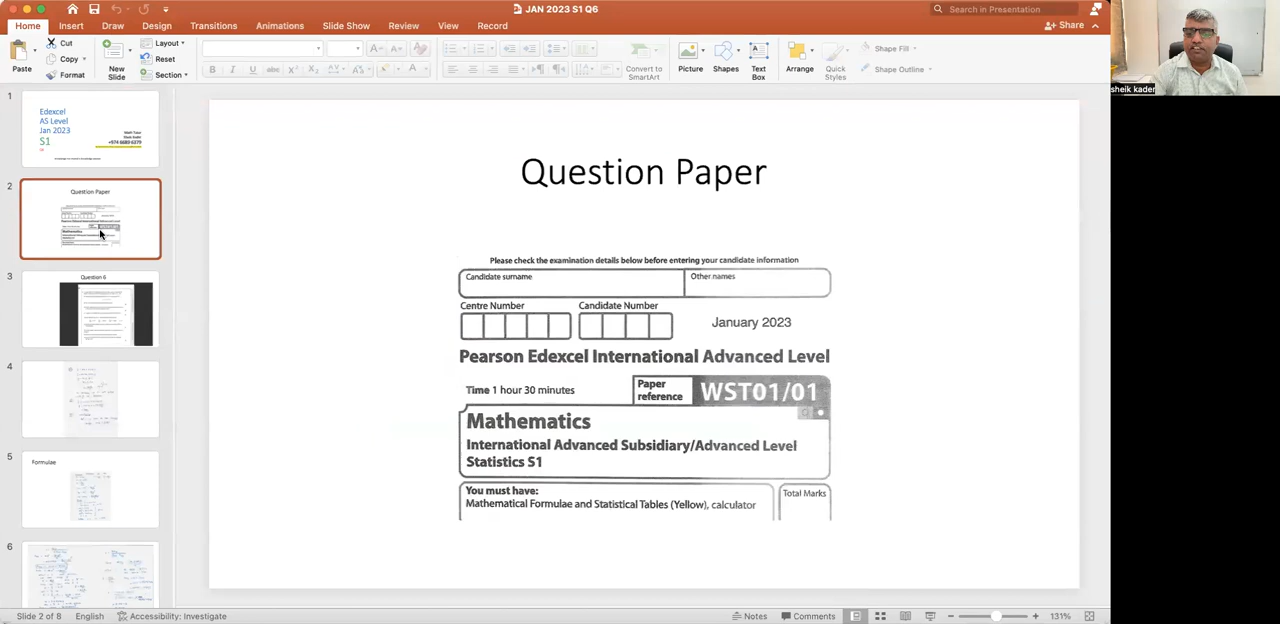 JAN 2023 S1 Q6
Search in Presentation
Home
Insert
Draw
Design
Transitions
Animations
Slide Show
Review
View
Record
Share
Paste
Cut
Copy
Format
New
Slide
Layout
Reset
Section
Convert to
SmartArt
Picture
Shapes
Text
Box
Arrange
Quick
Styles
Shape Fill
Shape Outline
sheik kader
1
Edexcel
AS Level
Jan 2023
S1
2
Question Paper
3
Question 6
4
5
Formulae
6
Question Paper
Please check the examination details below before entering your candidate information
Candidate surname
Other names
Centre Number
Candidate Number
January 2023
Pearson Edexcel International Advanced Level
Time 1 hour 30 minutes
Paper
reference
WST01/01
Mathematics
International Advanced Subsidiary/Advanced Level
Statistics S1
You must have:
Mathematical Formulae and Statistical Tables (Yellow), calculator
Total Marks
Slide 2 of 8
English
Accessibility: Investigate
Notes
Comments
131%